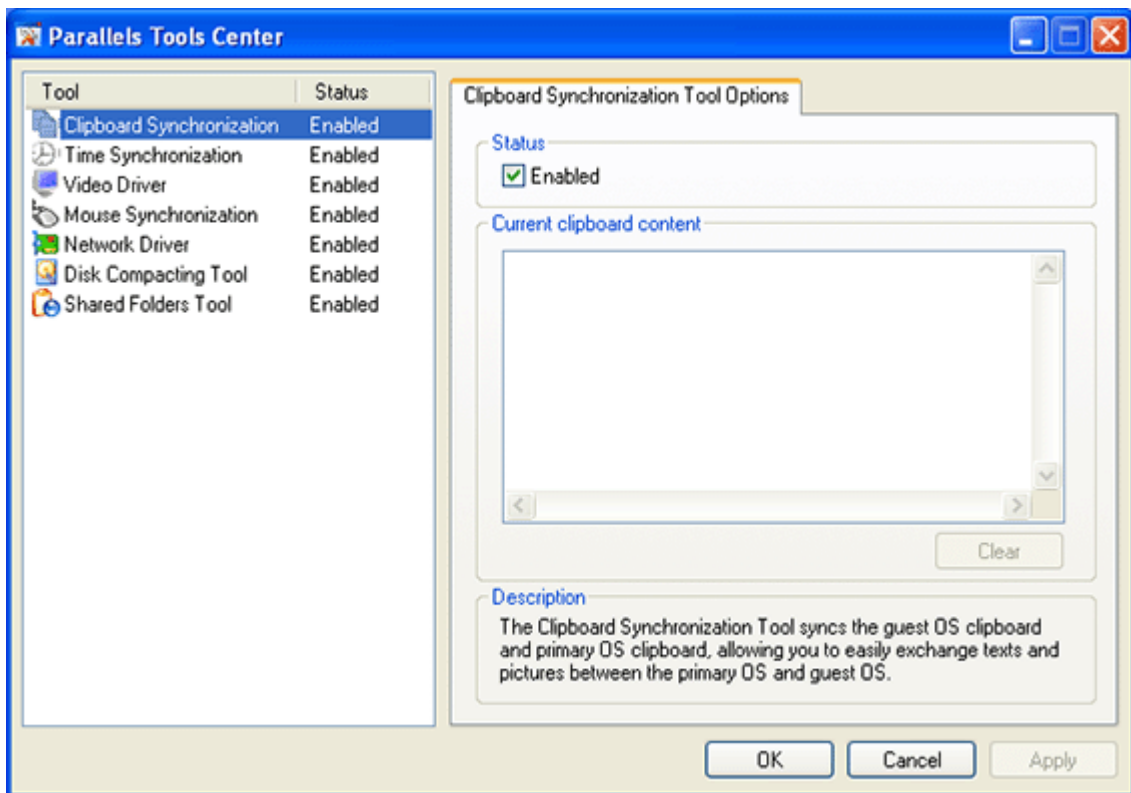 Parallels Tools Center
Tool Status
Clipboard Synchronization Enabled
Time Synchronization Enabled
Video Driver Enabled
Mouse Synchronization Enabled
Network Driver Enabled
Disk Compacting Tool Enabled
Shared Folders Tool Enabled
Clipboard Synchronization Tool Options
Status
Enabled
Current clipboard content
Clear
Description
The Clipboard Synchronization Tool syncs the guest OS clipboard
and primary OS clipboard, allowing you to easily exchange texts and
pictures between the primary OS and guest OS.
OK Cancel Apply